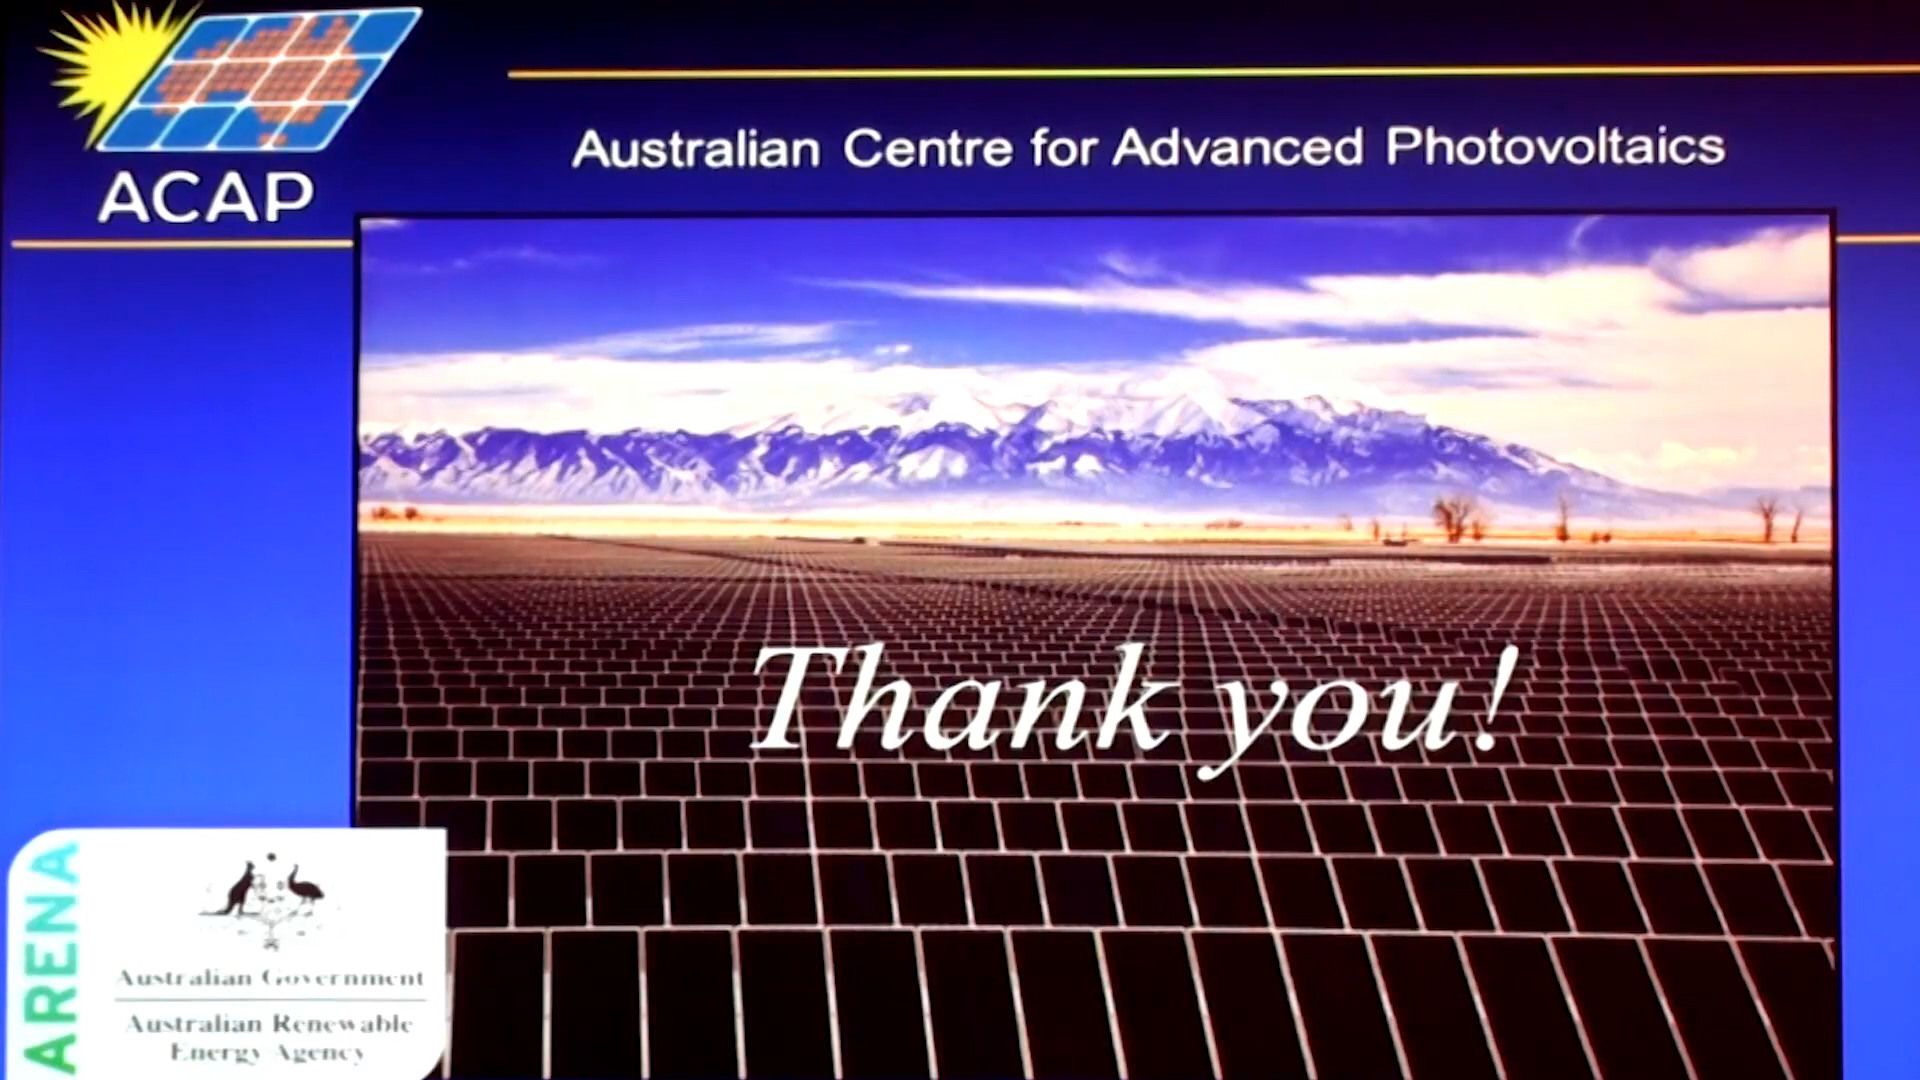 ACAP
Australian Centre for Advanced Photovoltaics
Thank you!
ARENA
Australian Government
Australian Renewable
Energy Agency